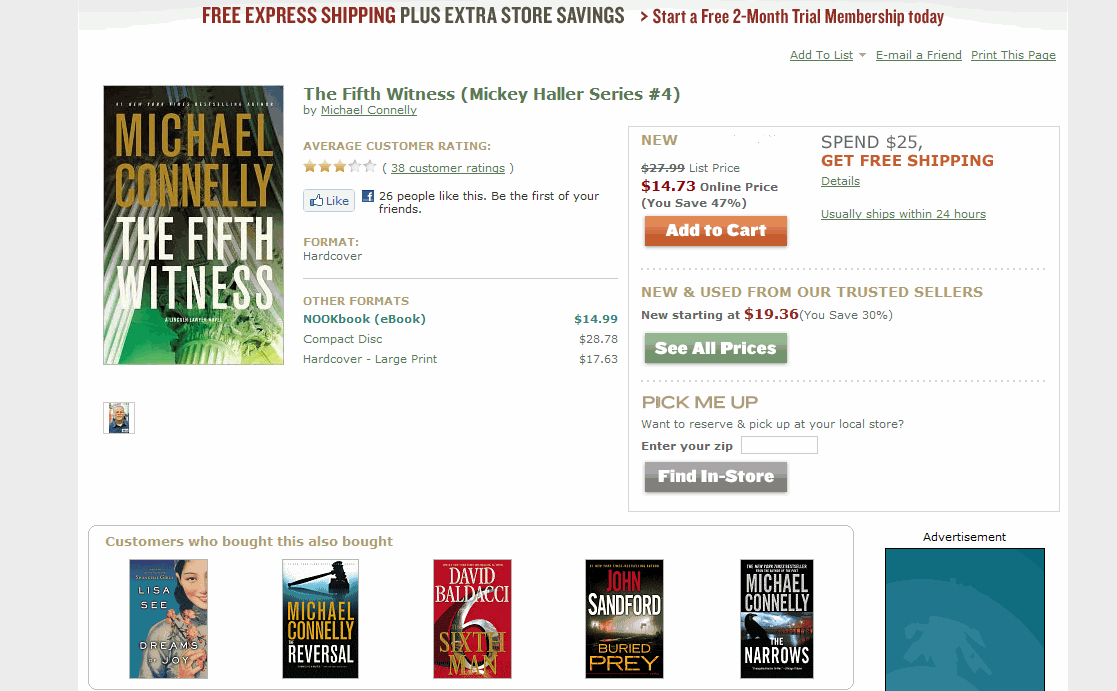 FREE EXPRESS SHIPPING PLUS EXTRA STORE SAVINGS > Start a Free 2-Month Trial Membership today
Add To List E-mail a Friend Print This Page
#1 NEW YORK TIMES BESTSELLING AUTHOR
MICHAEL
CONNELLY
THE FIFTH
WITNESS
A LINCOLN LAWYER NOVEL
The Fifth Witness (Mickey Haller Series #4)
by Michael Connelly
AVERAGE CUSTOMER RATING:
( 38 customer ratings )
Like
26 people like this. Be the first of your
friends.
FORMAT:
Hardcover
OTHER FORMATS
NOOKbook (eBook) $14.99
Compact Disc $28.78
Hardcover - Large Print $17.63
NEW
$27.99 List Price
$14.73 Online Price
(You Save 47%)
Add to Cart
SPEND $25,
GET FREE SHIPPING
Details
Usually ships within 24 hours
NEW & USED FROM OUR TRUSTED SELLERS
New starting at $19.36(You Save 30%)
See All Prices
PICK ME UP
Want to reserve & pick up at your local store?
Enter your zip
Find In-Store
Customers who bought this also bought
LISA
SEE
DREAMS
OF JOY
MICHAEL
CONNELLY
THE
REVERSAL
DAVID
BALDACCI
THE
6
SIXTH
MAN
JOHN
SANDFORD
BURIED
PREY
MICHAEL
CONNELLY
THE
NARROWS
Advertisement